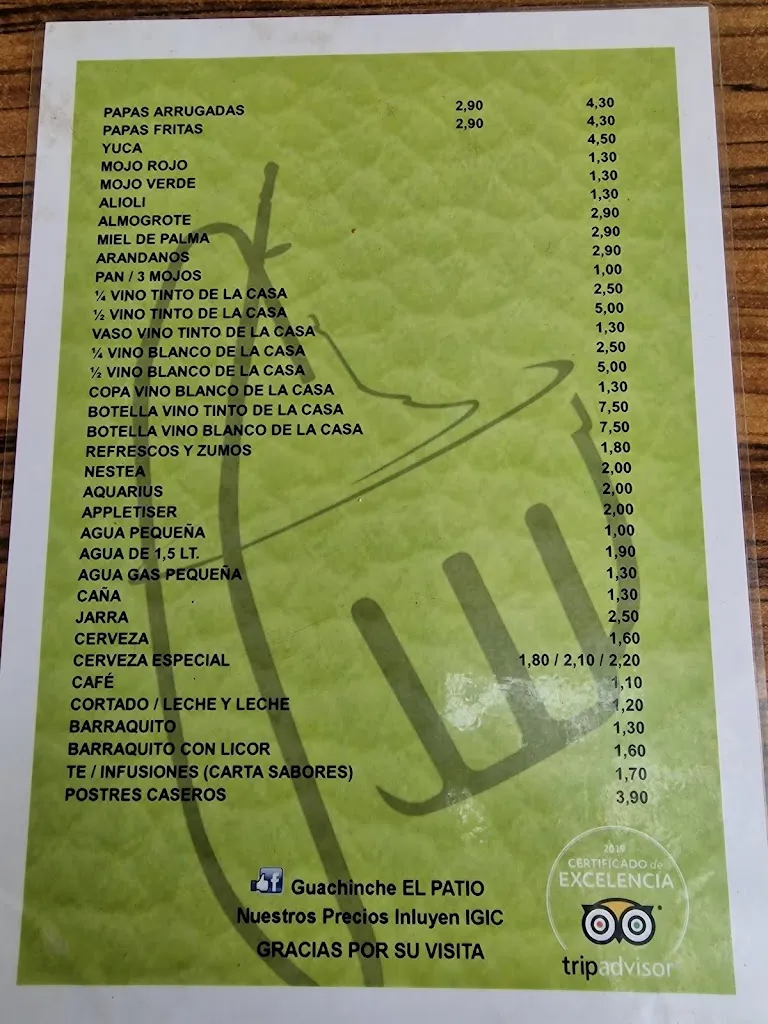 PAPAS ARRUGADAS 2,90 4,30
PAPAS FRITAS 2,90 4,30
YUCA 4,50
MOJO ROJO 1,30
MOJO VERDE 1,30
ALIOLI 1,30
ALMOGROTE 2,90
MIEL DE PALMA 2,90
ARANDANOS 2,90
PAN / 3 MOJOS 1,00
¼ VINO TINTO DE LA CASA 2,50
½ VINO TINTO DE LA CASA 5,00
VASO VINO TINTO DE LA CASA 1,30
¼ VINO BLANCO DE LA CASA 2,50
½ VINO BLANCO DE LA CASA 5,00
COPA VINO BLANCO DE LA CASA 1,30
BOTELLA VINO TINTO DE LA CASA 7,50
BOTELLA VINO BLANCO DE LA CASA 7,50
REFRESCOS Y ZUMOS 1,80
NESTEA 2,00
AQUARIUS 2,00
APPLETISER 2,00
AGUA PEQUEÑA 1,00
AGUA DE 1,5 LT. 1,90
AGUA GAS PEQUEÑA 1,30
CAÑA 1,30
JARRA 2,50
CERVEZA 1,60
CERVEZA ESPECIAL 1,80 / 2,10 / 2,20
CAFÉ 1,10
CORTADO / LECHE Y LECHE 1,20
BARRAQUITO 1,30
BARRAQUITO CON LICOR 1,60
TE / INFUSIONES (CARTA SABORES) 1,70
POSTRES CASEROS 3,90
Guachinche EL PATIO
Nuestros Precios Inluyen IGIC
GRACIAS POR SU VISITA
2019
CERTIFICADO de
EXCELENCIA
tripadvisor